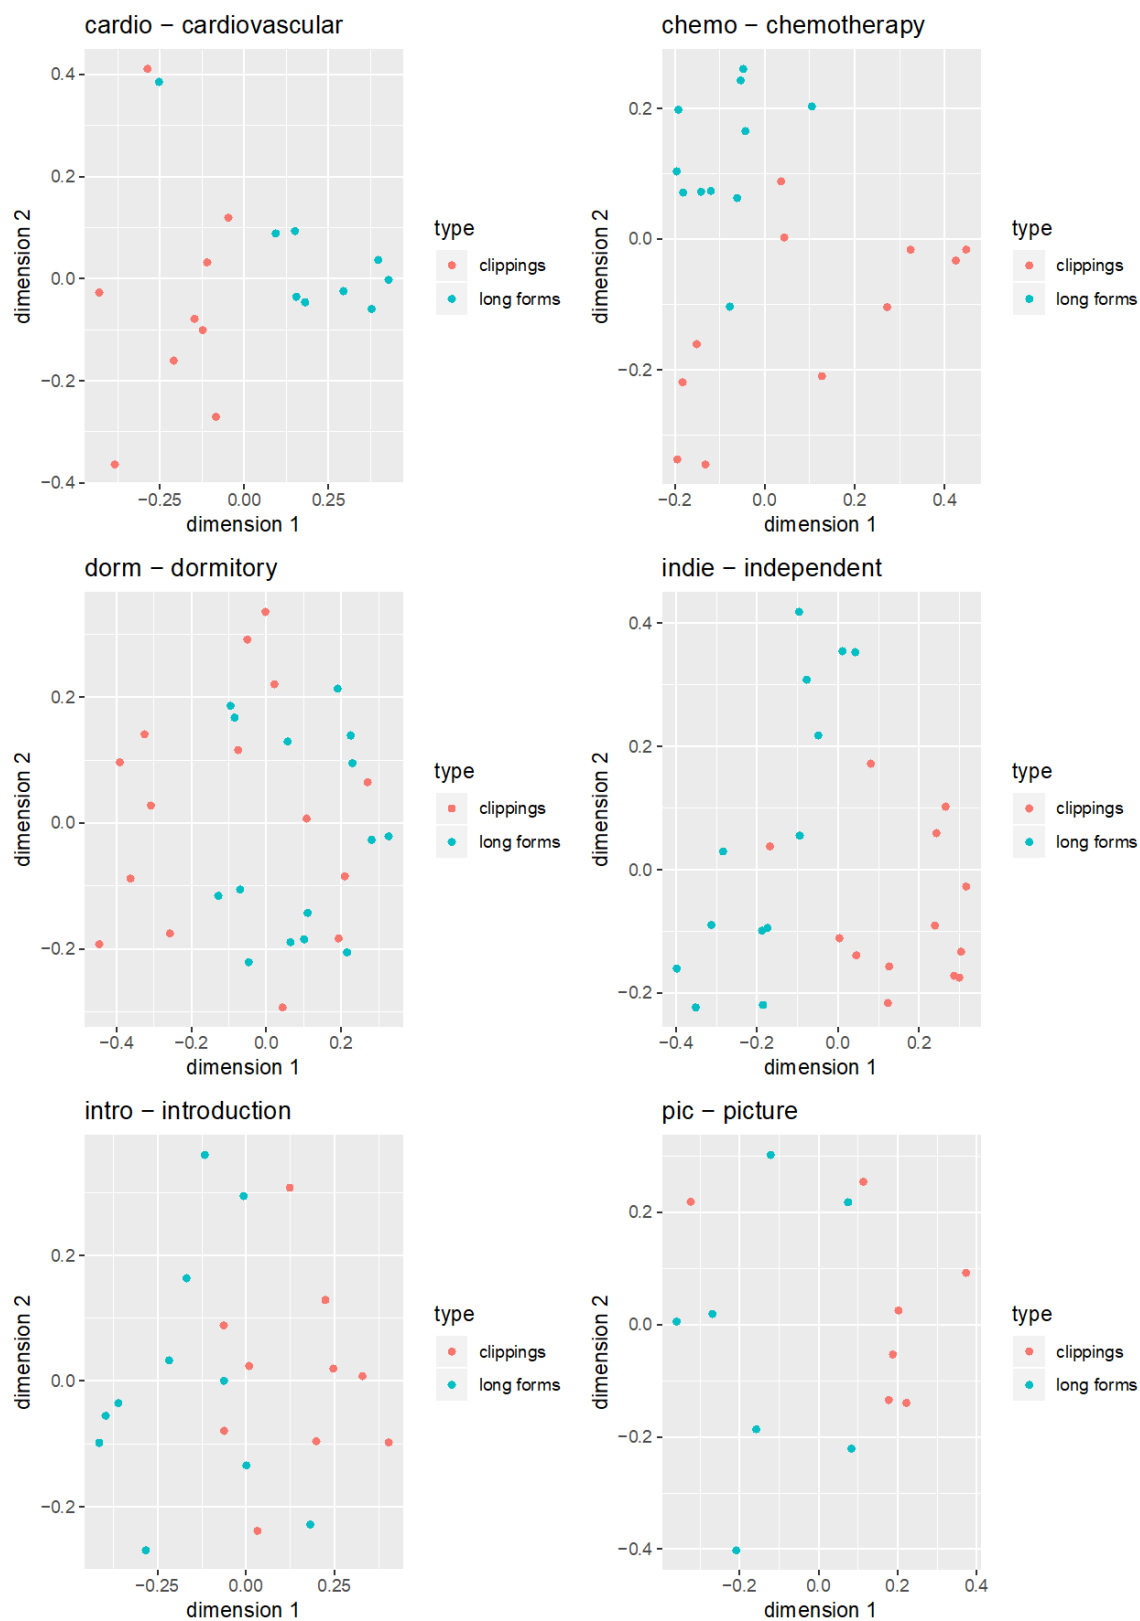 cardio − cardiovascular
0.4
0.2
0.0
−0.2
−0.4
dimension 2
−0.25 0.00 0.25
dimension 1
type
clippings
long forms
chemo − chemotherapy
0.2
0.0
−0.2
dimension 2
−0.2 0.0 0.2 0.4
dimension 1
type
clippings
long forms
dorm − dormitory
0.2
0.0
−0.2
dimension 2
−0.4 −0.2 0.0 0.2
dimension 1
type
clippings
long forms
indie − independent
0.4
0.2
0.0
−0.2
dimension 2
−0.4 −0.2 0.0 0.2
dimension 1
type
clippings
long forms
intro − introduction
0.2
0.0
−0.2
dimension 2
−0.25 0.00 0.25
dimension 1
type
clippings
long forms
pic − picture
0.2
0.0
−0.2
−0.4
dimension 2
−0.2 0.0 0.2 0.4
dimension 1
type
clippings
long forms